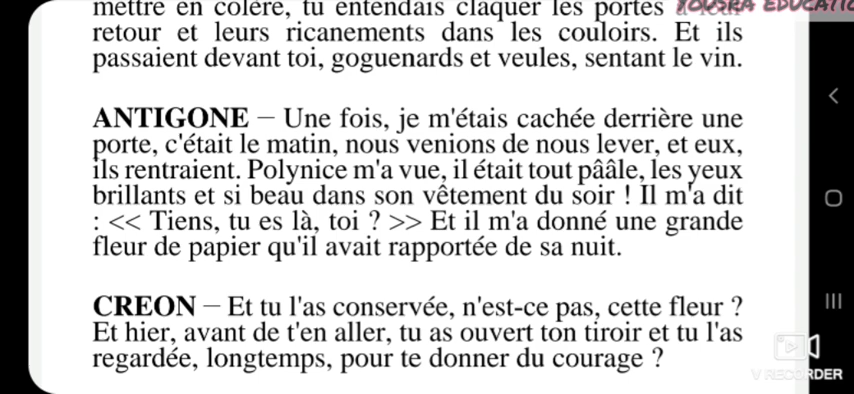 mettre en colère, tu entendais claquer les portes à leur
YOUSRA EDUCATIO
retour et leurs ricanements dans les couloirs. Et ils
passaient devant toi, goguenards et veules, sentant le vin.
ANTIGONE – Une fois, je m'étais cachée derrière une
porte, c'était le matin, nous venions de nous lever, et eux,
ils rentraient. Polynice m'a vue, il était tout pââle, les yeux
brillants et si beau dans son vêtement du soir ! Il m'a dit
: << Tiens, tu es là, toi ? >> Et il m'a donné une grande
fleur de papier qu'il avait rapportée de sa nuit.
CREON – Et tu l'as conservée, n'est-ce pas, cette fleur ?
Et hier, avant de t'en aller, tu as ouvert ton tiroir et tu l'as
regardée, longtemps, pour te donner du courage ?
V RECORDER